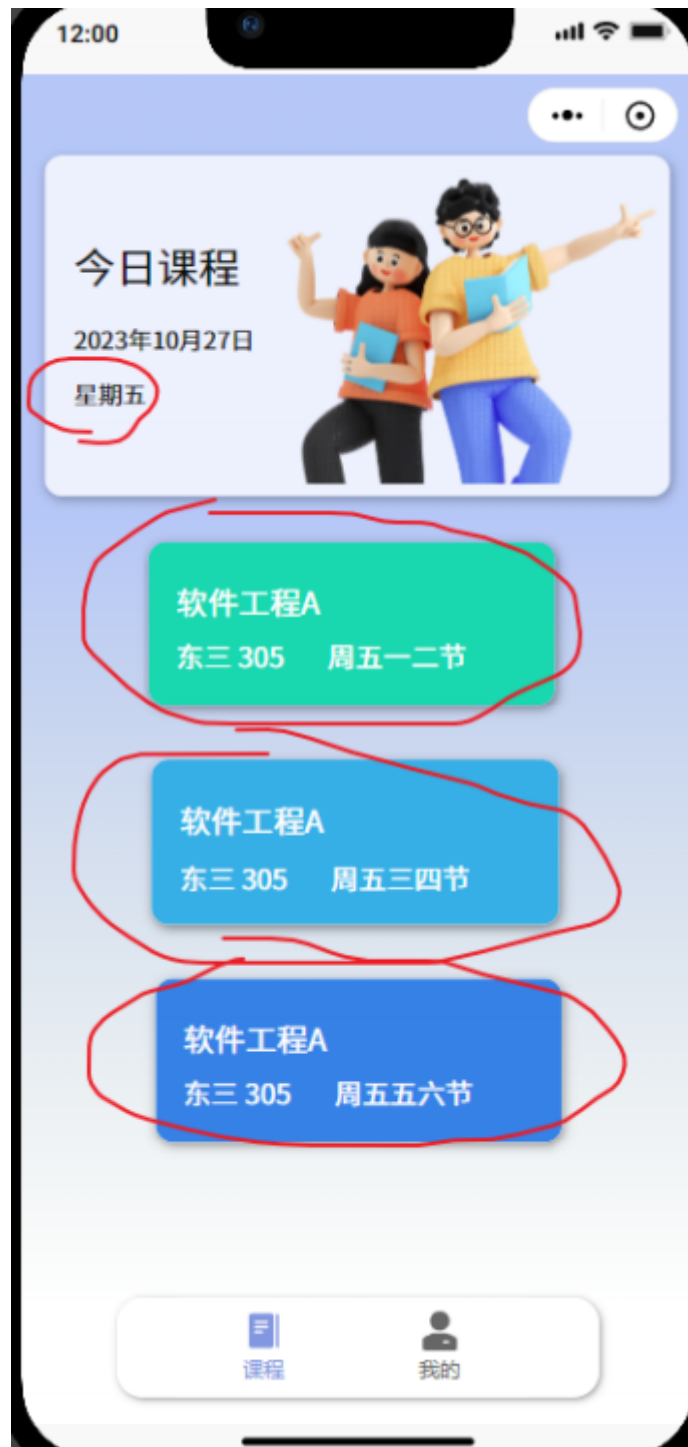 12:00
今日课程
2023年10月27日
星期五
软件工程A
东三 305 周五一二节
软件工程A
东三 305 周五三四节
软件工程A
东三 305 周五五六节
课程 我的